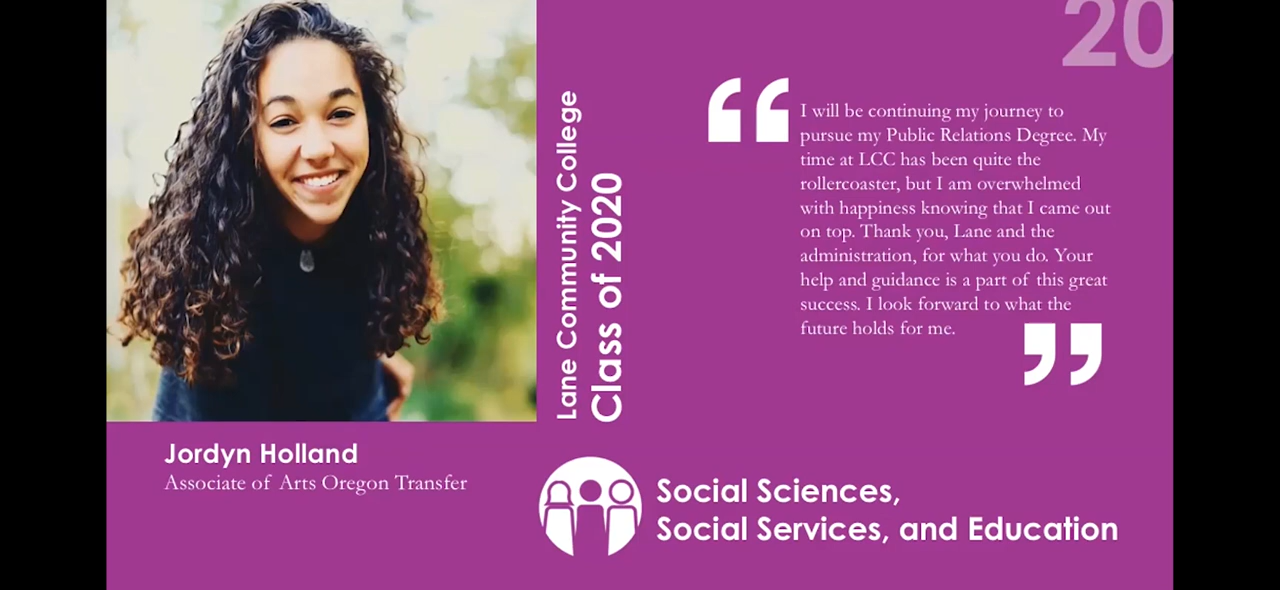 20
Lane Community College
Class of 2020
I will be continuing my journey to
pursue my Public Relations Degree. My
time at LCC has been quite the
rollercoaster, but I am overwhelmed
with happiness knowing that I came out
on top. Thank you, Lane and the
administration, for what you do. Your
help and guidance is a part of this great
success. I look forward to what the
future holds for me.
Jordyn Holland
Associate of Arts Oregon Transfer
Social Sciences,
Social Services, and Education